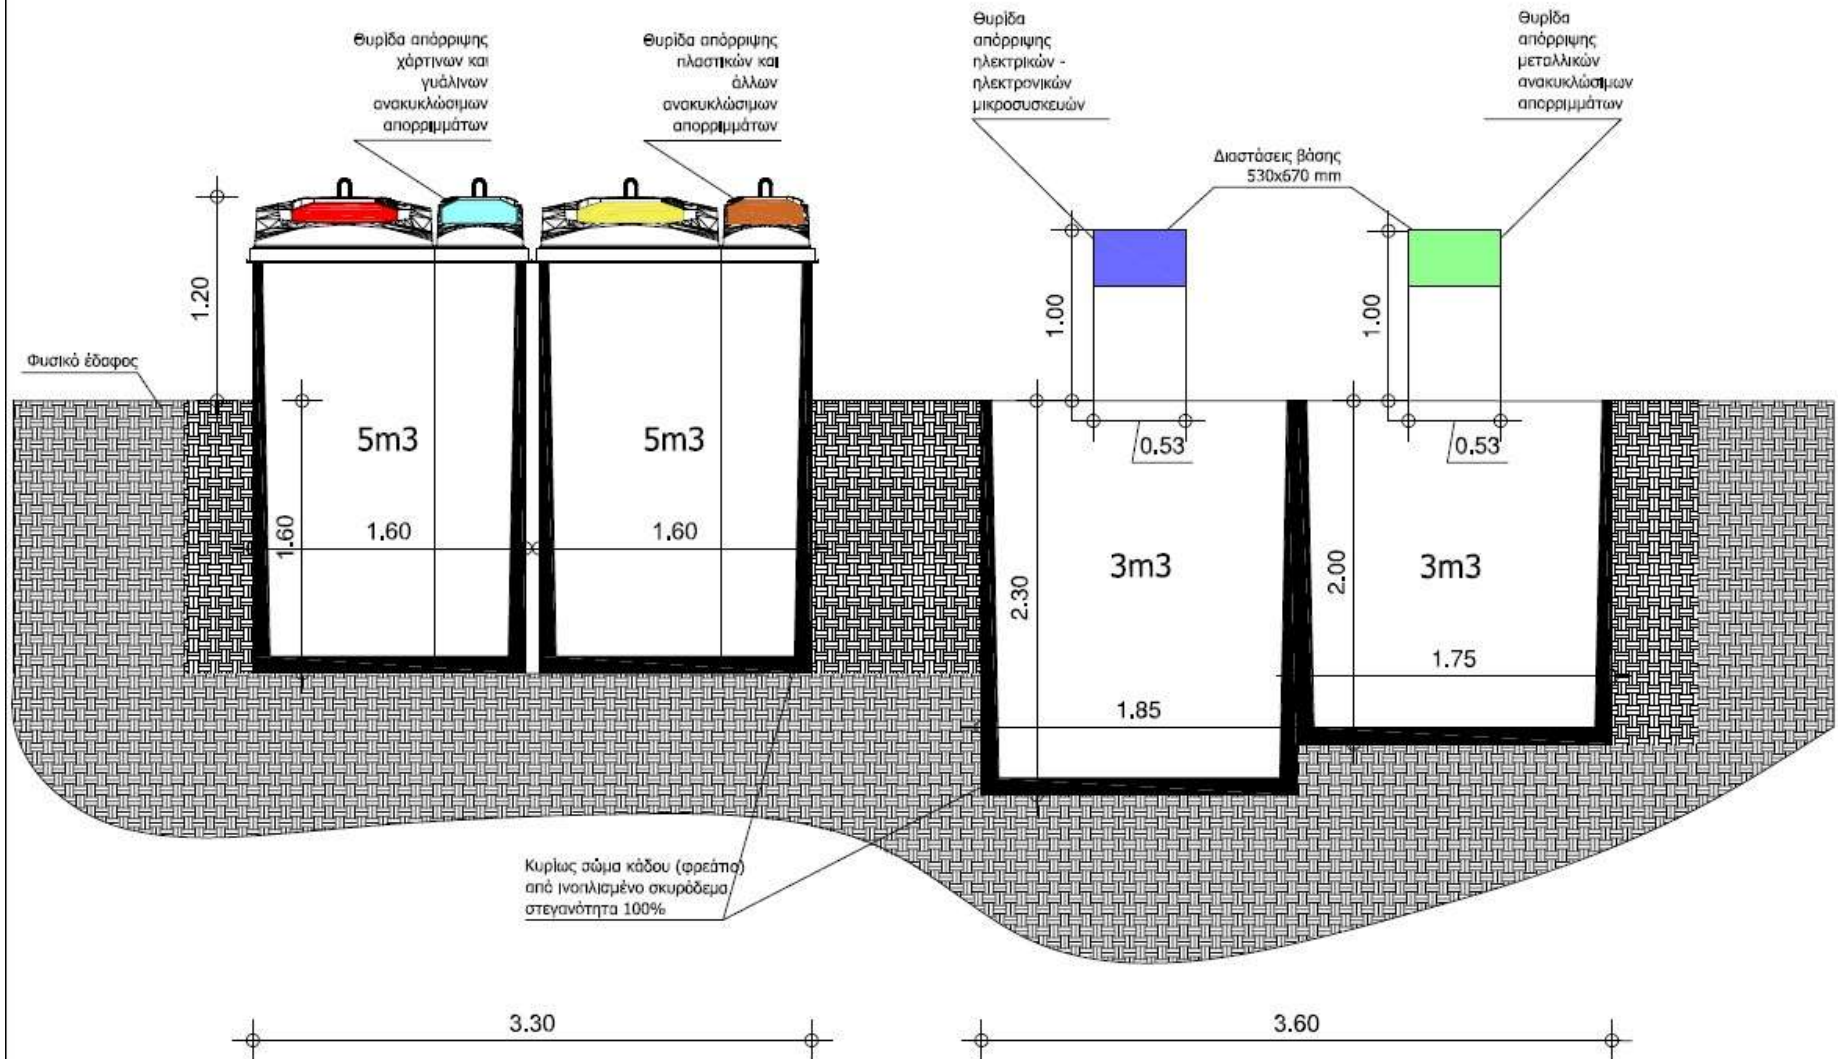 Θυρίδα απόρριψης
χάρτινων και
γυάλινων
ανακυκλώσιμων
απορριμμάτων
Θυρίδα απόρριψης
πλαστικών και
άλλων
ανακυκλώσιμων
απορριμμάτων
Θυρίδα
απόρριψης
ηλεκτρικών -
ηλεκτρονικών
μικροσυσκευών
Θυρίδα
απόρριψης
μεταλλικών
ανακυκλώσιμων
απορριμμάτων
Διαστάσεις βάσης
530x670 mm
1.20
1.00
1.00
Φυσικό έδαφος
5m3
5m3
0.53
0.53
1.60
1.60
1.60
3m3
3m3
2.30
2.00
1.75
1.85
Κυρίως σώμα κάδου (φρεάτιο)
από ινοπλισμένο σκυρόδεμα,
στεγανότητα 100%
3.30
3.60